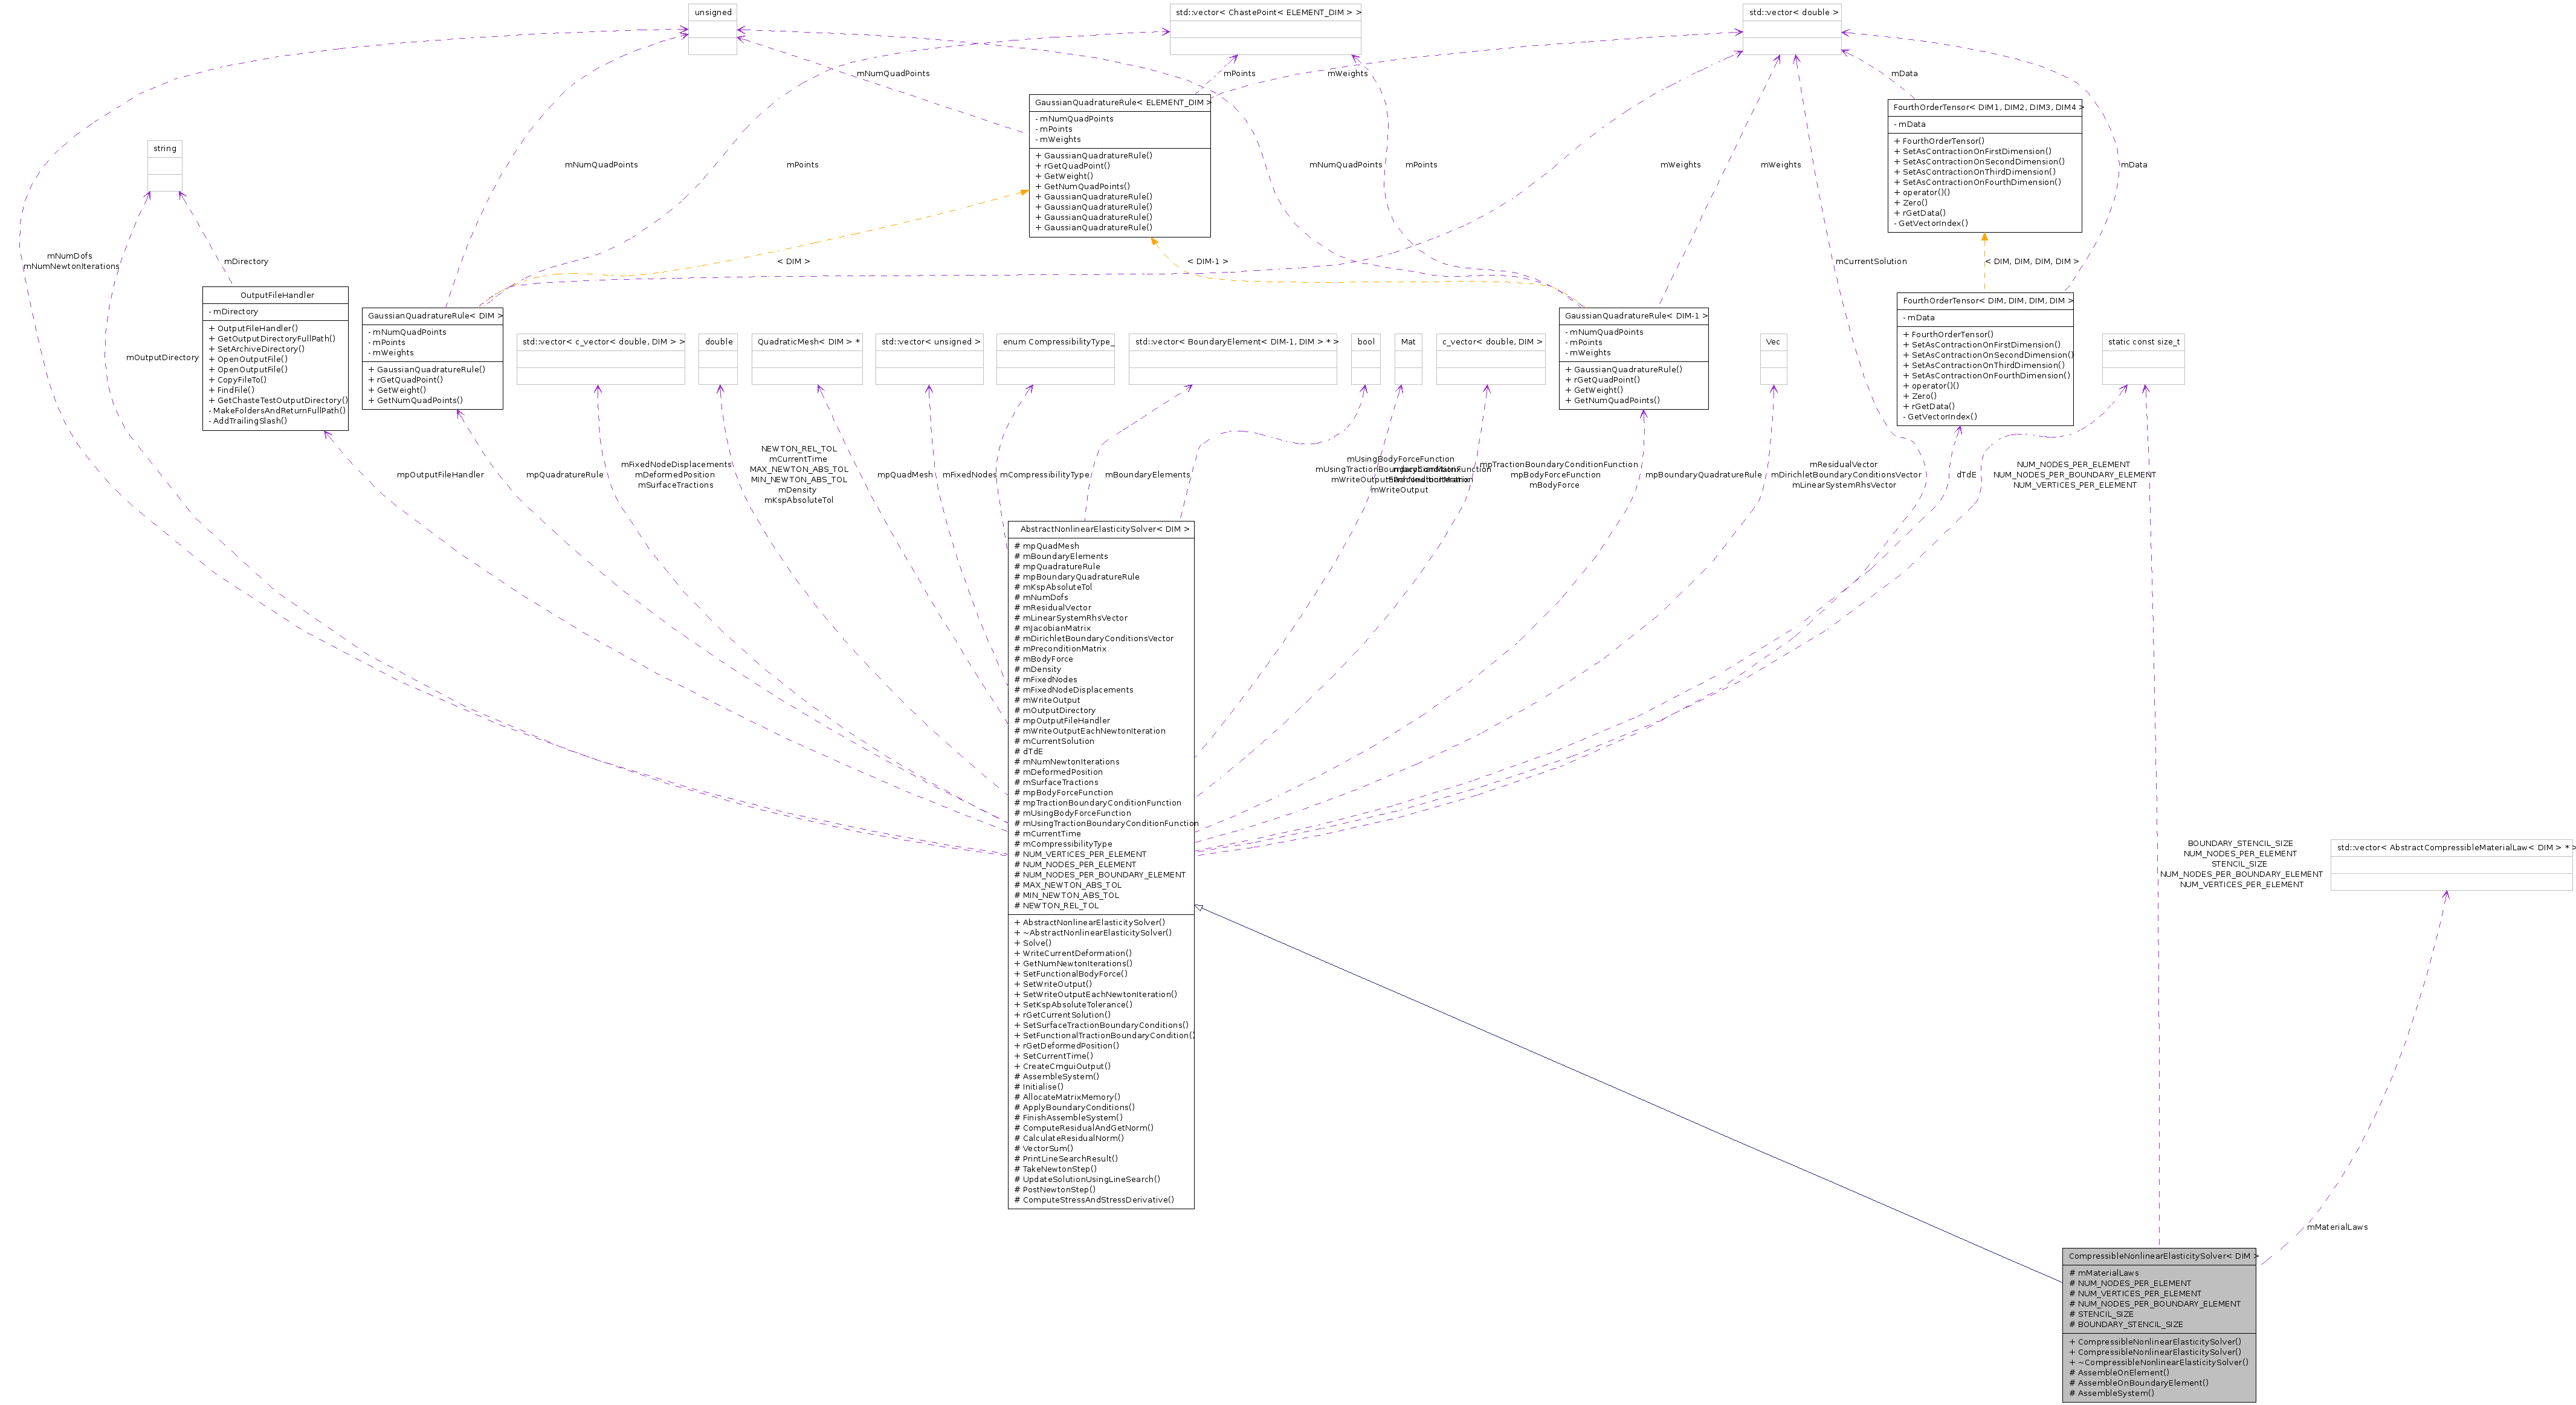 unsigned
std::vector< ChastePoint< ELEMENT_DIM > >
std::vector< double >
mNumQuadPoints
mPoints
mWeights
mData
GaussianQuadratureRule< ELEMENT_DIM >
- mNumQuadPoints
- mPoints
- mWeights
+ GaussianQuadratureRule()
+ rGetQuadPoint()
+ GetWeight()
+ GetNumQuadPoints()
+ GaussianQuadratureRule()
+ GaussianQuadratureRule()
+ GaussianQuadratureRule()
+ GaussianQuadratureRule()
FourthOrderTensor< DIM1, DIM2, DIM3, DIM4 >
- mData
+ FourthOrderTensor()
+ SetAsContractionOnFirstDimension()
+ SetAsContractionOnSecondDimension()
+ SetAsContractionOnThirdDimension()
+ SetAsContractionOnFourthDimension()
+ operator()()
+ Zero()
+ rGetData()
- GetVectorIndex()
string
mNumQuadPoints
mPoints
mNumQuadPoints
mPoints
mWeights
mWeights
mData
mNumDofs
mNumNewtonIterations
mDirectory
< DIM >
< DIM-1 >
mCurrentSolution
< DIM, DIM, DIM, DIM >
OutputFileHandler
- mDirectory
+ OutputFileHandler()
+ GetOutputDirectoryFullPath()
+ SetArchiveDirectory()
+ OpenOutputFile()
+ OpenOutputFile()
+ CopyFileTo()
+ FindFile()
+ GetChasteTestOutputDirectory()
- MakeFoldersAndReturnFullPath()
- AddTrailingSlash()
GaussianQuadratureRule< DIM >
- mNumQuadPoints
- mPoints
- mWeights
+ GaussianQuadratureRule()
+ rGetQuadPoint()
+ GetWeight()
+ GetNumQuadPoints()
std::vector< c_vector< double, DIM > >
double
QuadraticMesh< DIM > *
std::vector< unsigned >
enum CompressibilityType_
std::vector< BoundaryElement< DIM-1, DIM > * >
bool
Mat
c_vector< double, DIM >
GaussianQuadratureRule< DIM-1 >
- mNumQuadPoints
- mPoints
- mWeights
+ GaussianQuadratureRule()
+ rGetQuadPoint()
+ GetWeight()
+ GetNumQuadPoints()
Vec
FourthOrderTensor< DIM, DIM, DIM, DIM >
- mData
+ FourthOrderTensor()
+ SetAsContractionOnFirstDimension()
+ SetAsContractionOnSecondDimension()
+ SetAsContractionOnThirdDimension()
+ SetAsContractionOnFourthDimension()
+ operator()()
+ Zero()
+ rGetData()
- GetVectorIndex()
static const size_t
mOutputDirectory
mpOutputFileHandler
mpQuadratureRule
mFixedNodeDisplacements
mDeformedPosition
mSurfaceTractions
NEWTON_REL_TOL
mCurrentTime
MAX_NEWTON_ABS_TOL
MIN_NEWTON_ABS_TOL
mDensity
mKspAbsoluteTol
mpQuadMesh
mFixedNodes
mCompressibilityType
mBoundaryElements
mUsingBodyForceFunction
mUsingTractionBoundaryConditionFunction
mWriteOutputEachNewtonIteration
mWriteOutput
mJacobianMatrix
mPreconditionMatrix
mpTractionBoundaryConditionFunction
mpBodyForceFunction
mBodyForce
mpBoundaryQuadratureRule
mResidualVector
mDirichletBoundaryConditionsVector
mLinearSystemRhsVector
dTdE
NUM_NODES_PER_ELEMENT
NUM_NODES_PER_BOUNDARY_ELEMENT
NUM_VERTICES_PER_ELEMENT
AbstractNonlinearElasticitySolver< DIM >
# mpQuadMesh
# mBoundaryElements
# mpQuadratureRule
# mpBoundaryQuadratureRule
# mKspAbsoluteTol
# mNumDofs
# mResidualVector
# mLinearSystemRhsVector
# mJacobianMatrix
# mDirichletBoundaryConditionsVector
# mPreconditionMatrix
# mBodyForce
# mDensity
# mFixedNodes
# mFixedNodeDisplacements
# mWriteOutput
# mOutputDirectory
# mpOutputFileHandler
# mWriteOutputEachNewtonIteration
# mCurrentSolution
# dTdE
# mNumNewtonIterations
# mDeformedPosition
# mSurfaceTractions
# mpBodyForceFunction
# mpTractionBoundaryConditionFunction
# mUsingBodyForceFunction
# mUsingTractionBoundaryConditionFunction
# mCurrentTime
# mCompressibilityType
# NUM_VERTICES_PER_ELEMENT
# NUM_NODES_PER_ELEMENT
# NUM_NODES_PER_BOUNDARY_ELEMENT
# MAX_NEWTON_ABS_TOL
# MIN_NEWTON_ABS_TOL
# NEWTON_REL_TOL
+ AbstractNonlinearElasticitySolver()
+ ~AbstractNonlinearElasticitySolver()
+ Solve()
+ WriteCurrentDeformation()
+ GetNumNewtonIterations()
+ SetFunctionalBodyForce()
+ SetWriteOutput()
+ SetWriteOutputEachNewtonIteration()
+ SetKspAbsoluteTolerance()
+ rGetCurrentSolution()
+ SetSurfaceTractionBoundaryConditions()
+ SetFunctionalTractionBoundaryCondition()
+ rGetDeformedPosition()
+ SetCurrentTime()
+ CreateCmguiOutput()
# AssembleSystem()
# Initialise()
# AllocateMatrixMemory()
# ApplyBoundaryConditions()
# FinishAssembleSystem()
# ComputeResidualAndGetNorm()
# CalculateResidualNorm()
# VectorSum()
# PrintLineSearchResult()
# TakeNewtonStep()
# UpdateSolutionUsingLineSearch()
# PostNewtonStep()
# ComputeStressAndStressDerivative()
BOUNDARY_STENCIL_SIZE
NUM_NODES_PER_ELEMENT
STENCIL_SIZE
NUM_NODES_PER_BOUNDARY_ELEMENT
NUM_VERTICES_PER_ELEMENT
std::vector< AbstractCompressibleMaterialLaw< DIM > * >
mMaterialLaws
CompressibleNonlinearElasticitySolver< DIM >
# mMaterialLaws
# NUM_NODES_PER_ELEMENT
# NUM_VERTICES_PER_ELEMENT
# NUM_NODES_PER_BOUNDARY_ELEMENT
# STENCIL_SIZE
# BOUNDARY_STENCIL_SIZE
+ CompressibleNonlinearElasticitySolver()
+ CompressibleNonlinearElasticitySolver()
+ ~CompressibleNonlinearElasticitySolver()
# AssembleOnElement()
# AssembleOnBoundaryElement()
# AssembleSystem()